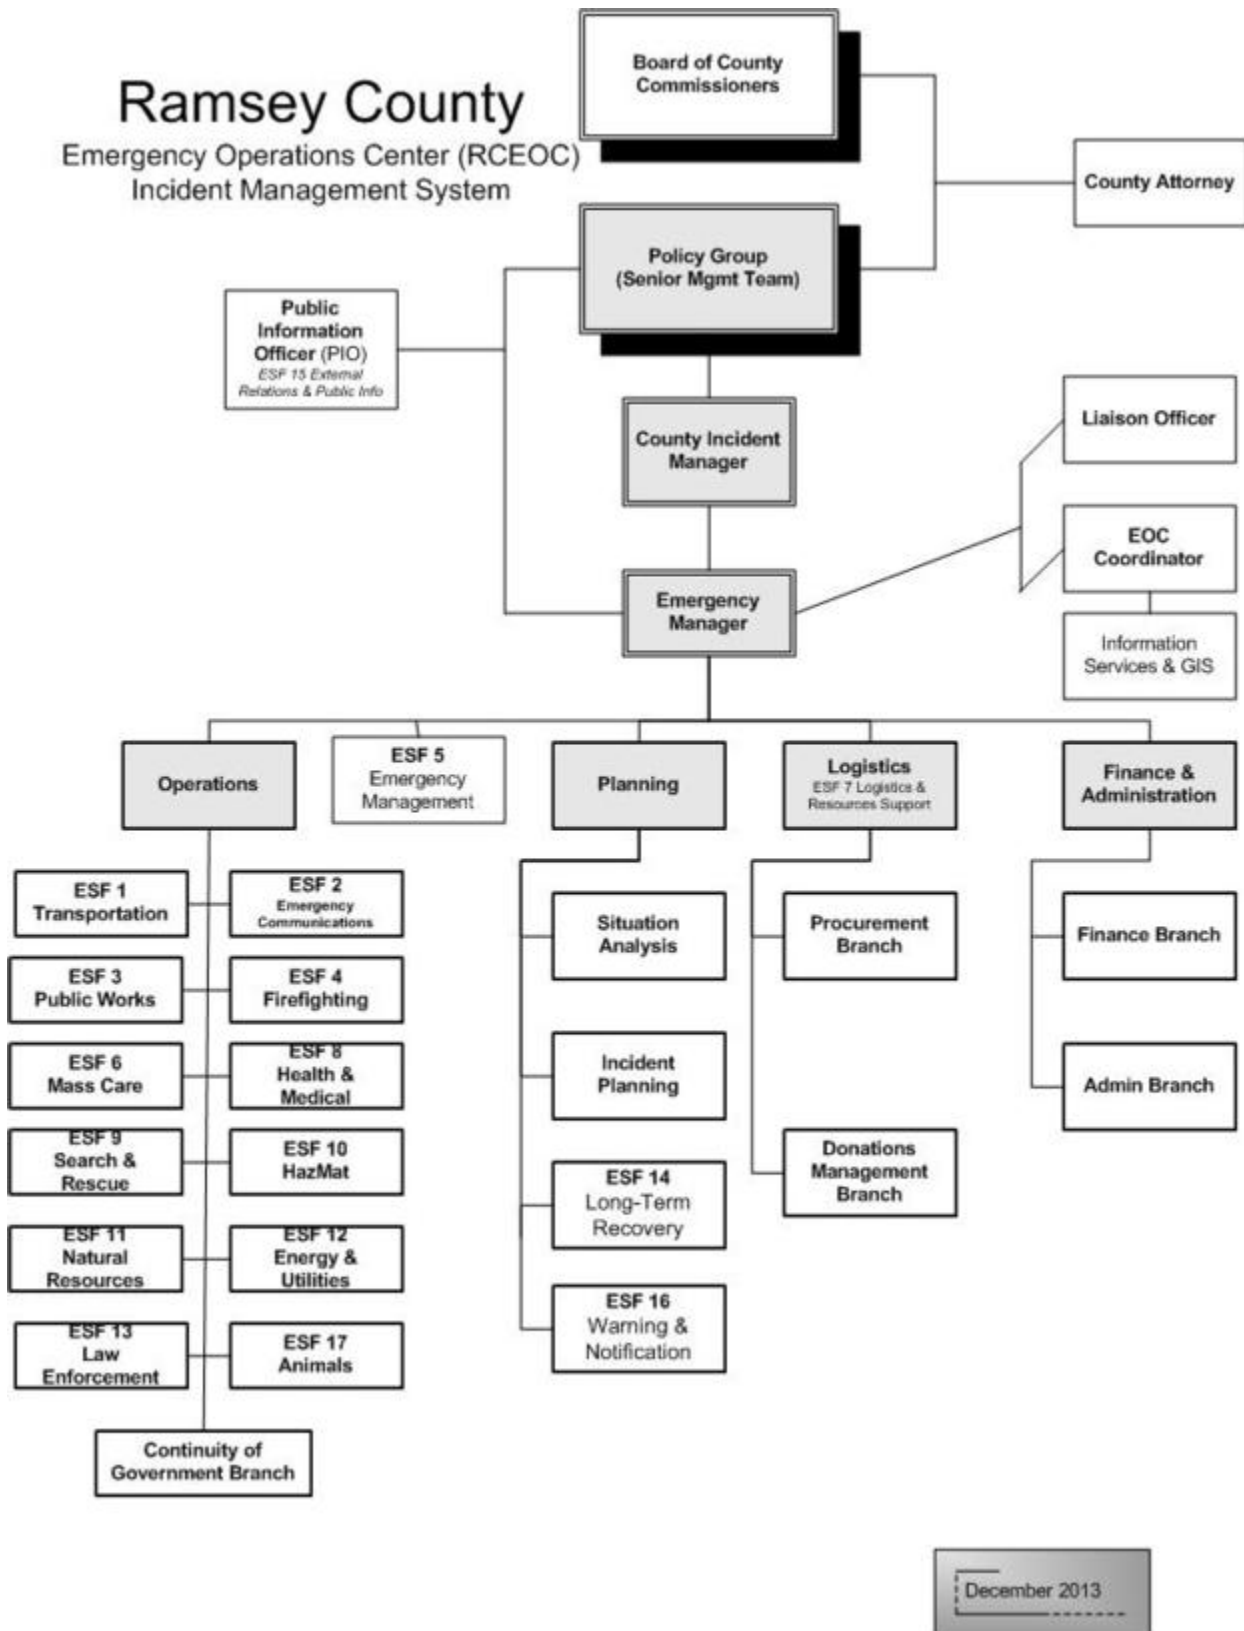 Ramsey County
Emergency Operations Center (RCEOC)
Incident Management System
Board of County
Commissioners
County Attorney
Policy Group
(Senior Mgmt Team)
Public
Information
Officer (PIO)
ESF 15 External
Relations & Public Info
County Incident
Manager
Liaison Officer
EOC
Coordinator
Emergency
Manager
Information
Services & GIS
Operations
ESF 5
Emergency
Management
Planning
Logistics
ESF 7 Logistics &
Resources Support
Finance &
Administration
ESF 1
Transportation
ESF 2
Emergency
Communications
ESF 3
Public Works
ESF 4
Firefighting
ESF 6
Mass Care
ESF 8
Health &
Medical
ESF 9
Search &
Rescue
ESF 10
HazMat
ESF 11
Natural
Resources
ESF 12
Energy &
Utilities
ESF 13
Law
Enforcement
ESF 17
Animals
Continuity of
Government Branch
Situation
Analysis
Incident
Planning
ESF 14
Long-Term
Recovery
ESF 16
Warning &
Notification
Procurement
Branch
Donations
Management
Branch
Finance Branch
Admin Branch
December 2013